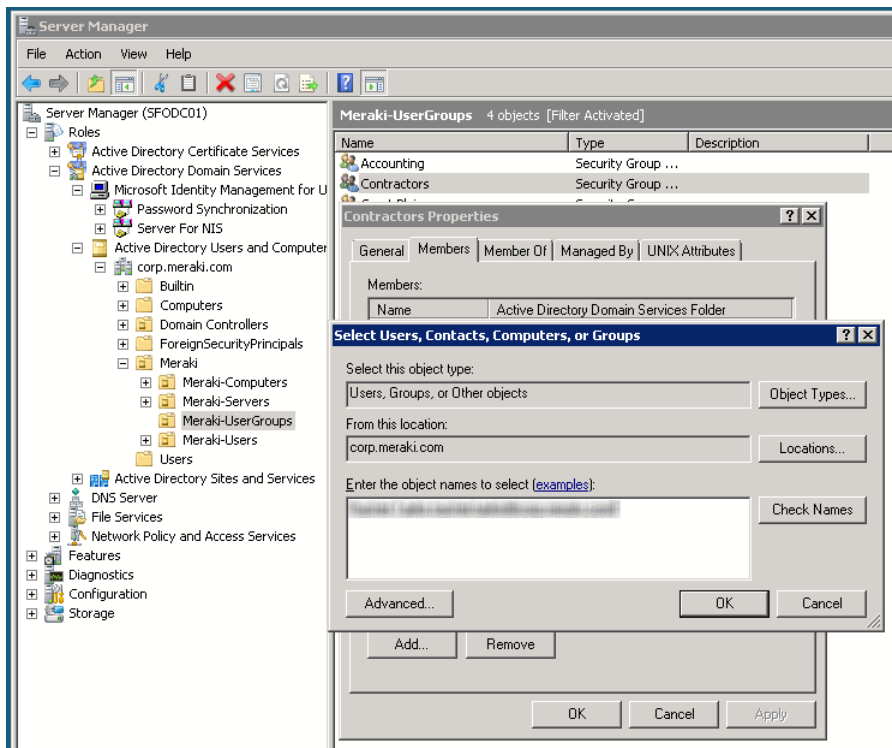 Server Manager
File Action View Help
Server Manager (SFODC01)
Roles
Active Directory Certificate Services
Active Directory Domain Services
Microsoft Identity Management for U
Password Synchronization
Server For NIS
Active Directory Users and Computer
corp.meraki.com
Builtin
Computers
Domain Controllers
ForeignSecurityPrincipals
Meraki
Meraki-Computers
Meraki-Servers
Meraki-UserGroups
Meraki-Users
Users
Active Directory Sites and Services
DNS Server
File Services
Network Policy and Access Services
Features
Diagnostics
Configuration
Storage
Meraki-UserGroups 4 objects [Filter Activated]
Name Type Description
Accounting Security Group ...
Contractors Security Group ...
Contractors Properties
General Members Member Of Managed By UNIX Attributes
Members:
Name Active Directory Domain Services Folder
Select Users, Contacts, Computers, or Groups
Select this object type:
Users, Groups, or Other objects Object Types...
From this location:
corp.meraki.com Locations...
Enter the object names to select (examples):
Check Names
Advanced... OK Cancel
Add... Remove
OK Cancel Apply